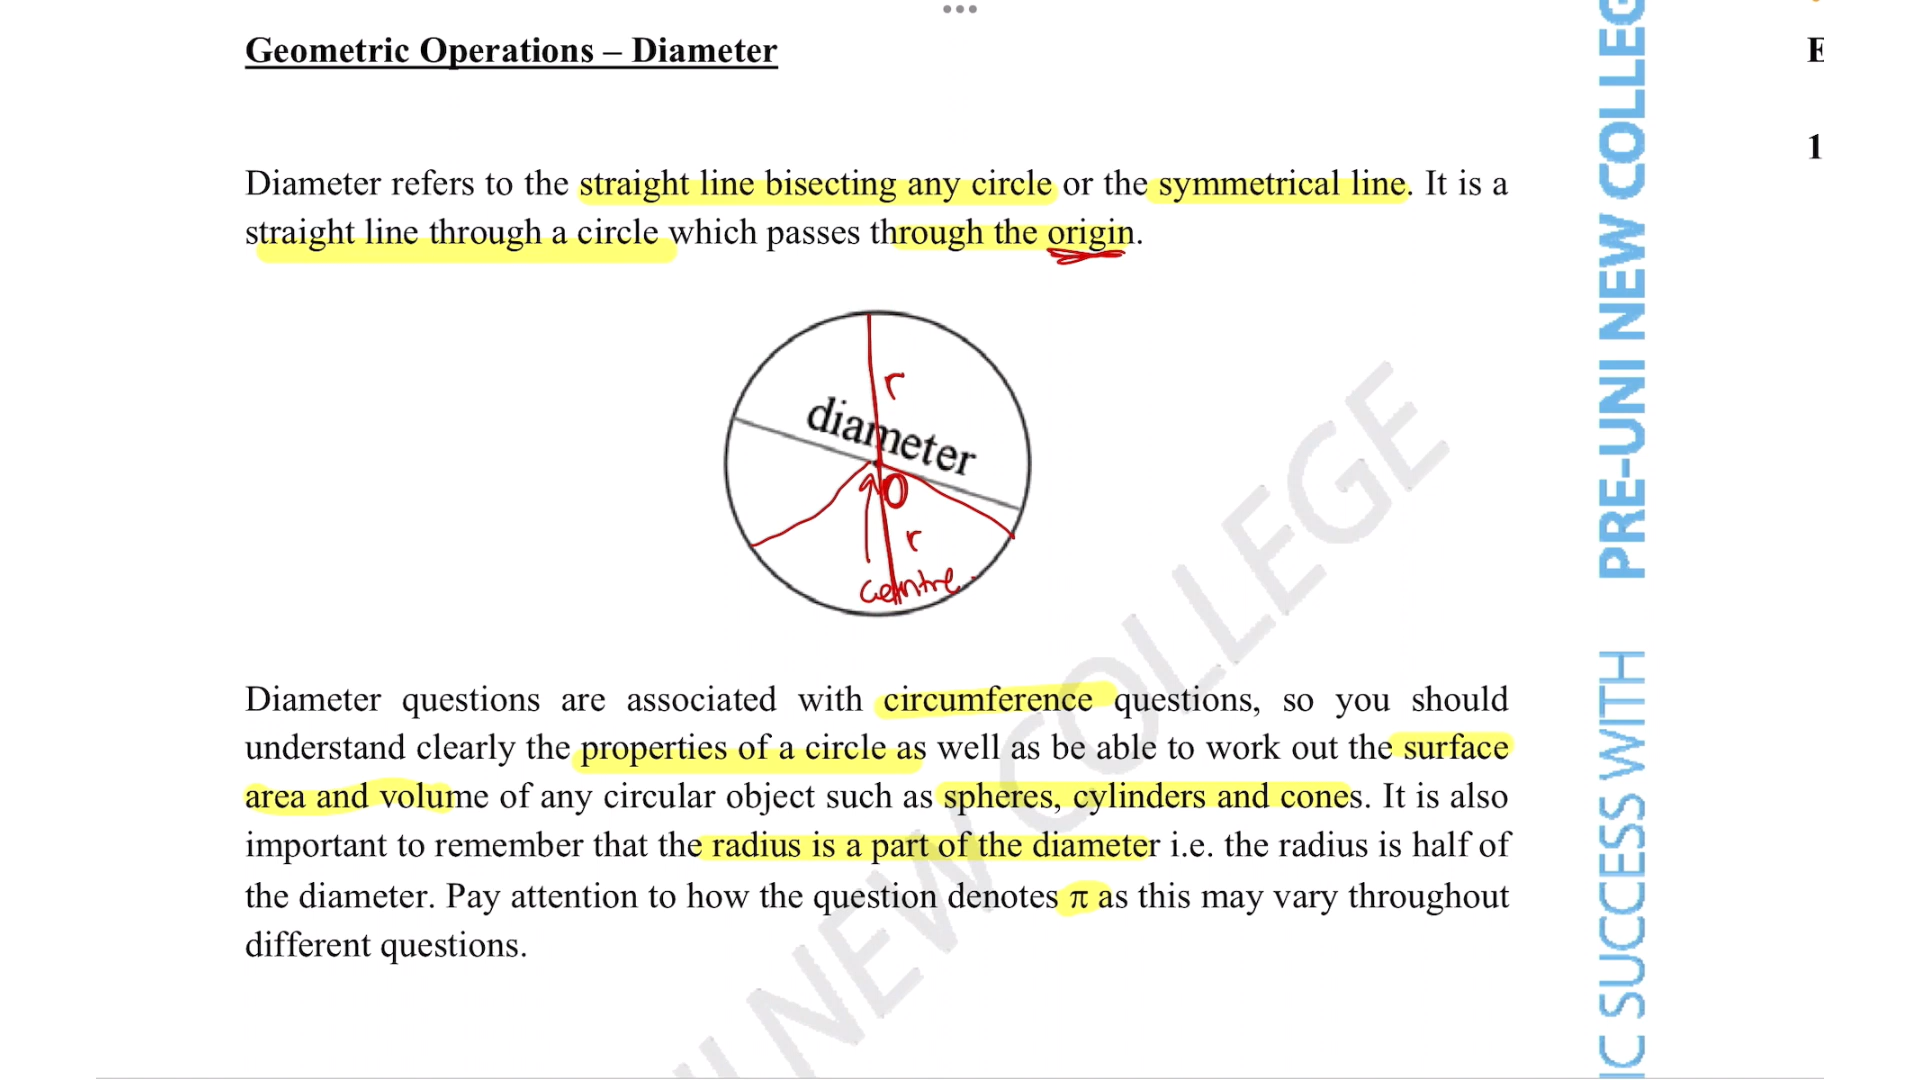 Geometric Operations – Diameter
E
1
Diameter refers to the straight line bisecting any circle or the symmetrical line. It is a
straight line through a circle which passes through the origin.
r
diameter
O
r
centre
Diameter questions are associated with circumference questions, so you should
understand clearly the properties of a circle as well as be able to work out the surface
area and volume of any circular object such as spheres, cylinders and cones. It is also
important to remember that the radius is a part of the diameter i.e. the radius is half of
the diameter. Pay attention to how the question denotes π as this may vary throughout
different questions.
NEW COLLEGE
IC SUCCESS WITH PRE-UNI NEW COLLEG